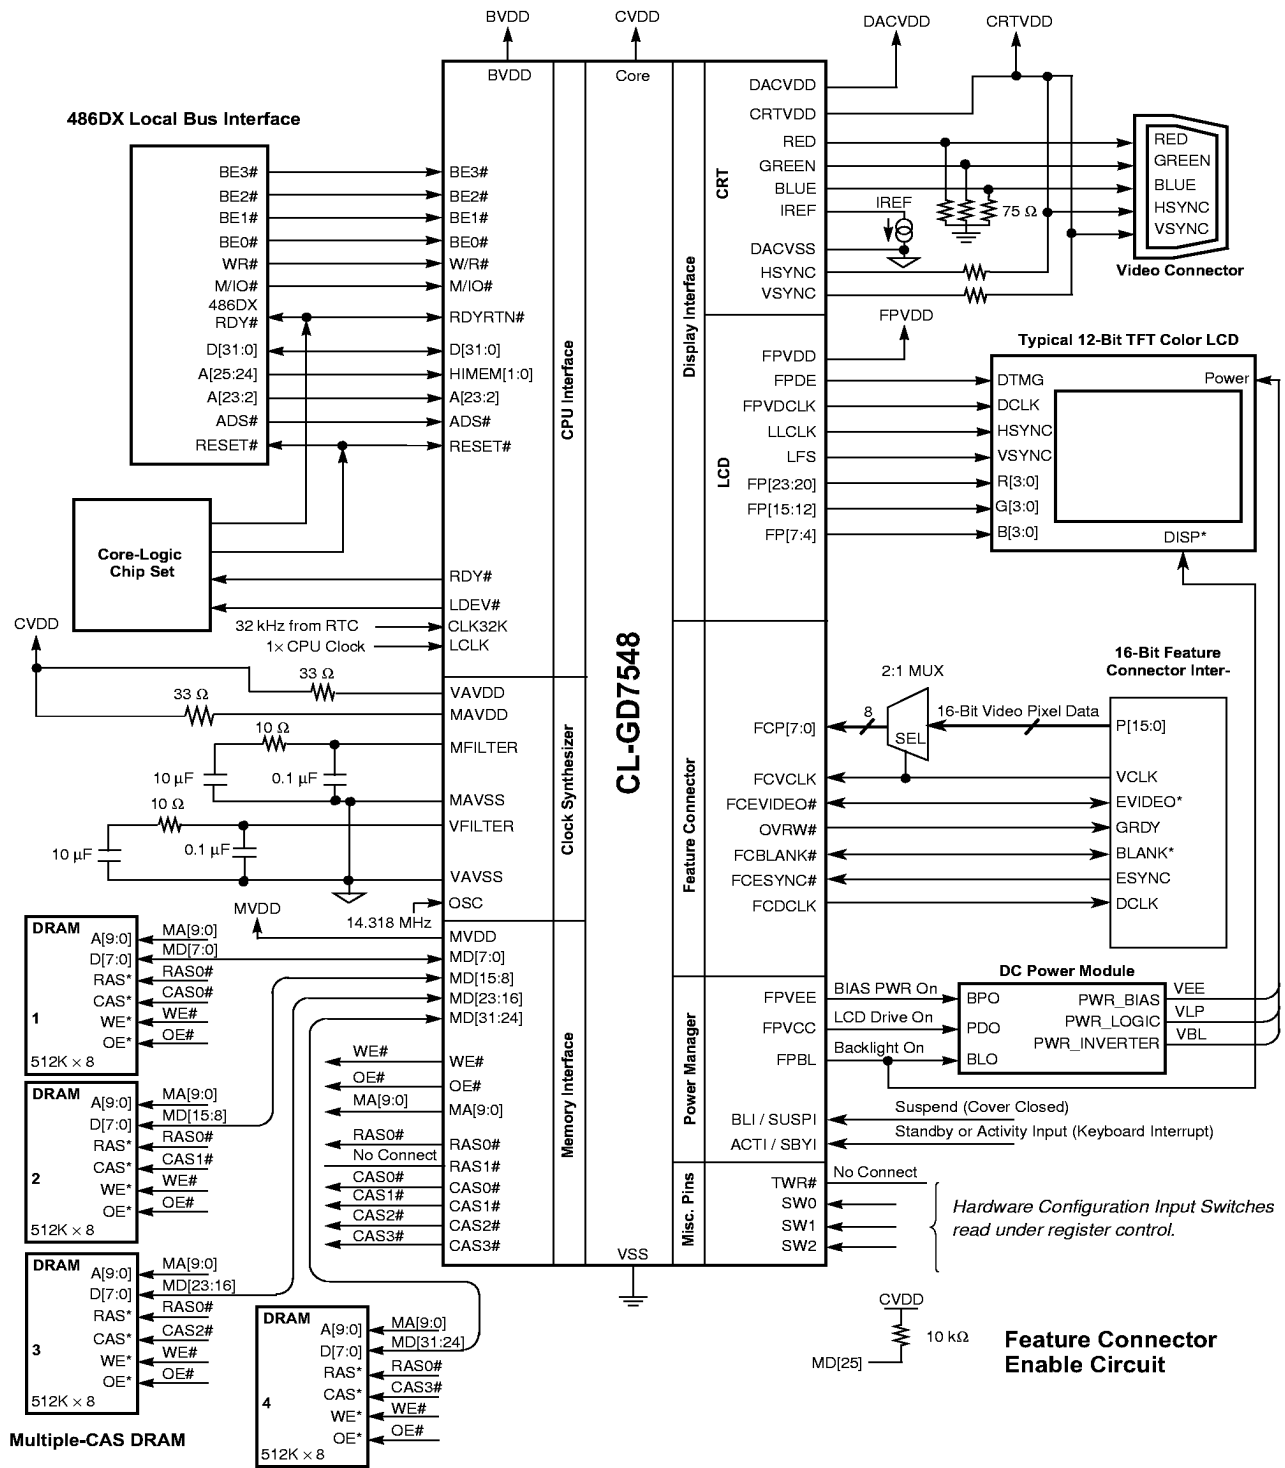 BVDD
CVDD
DACVDD
CRTVDD
BVDD
Core
486DX Local Bus Interface
BE3#
BE2#
BE1#
BE0#
WR#
M/IO#
486DX
RDY#
D[31:0]
A[25:24]
A[23:2]
ADS#
RESET#
BE3#
BE2#
BE1#
BE0#
W/R#
M/IO#
RDYRTN#
D[31:0]
HIMEM[1:0]
A[23:2]
ADS#
RESET#
Core-Logic
Chip Set
RDY#
LDEV#
CLK32K
LCLK
32 kHz from RTC
1× CPU Clock
CPU Interface
CVDD
33 Ω
33 Ω
10 Ω
10 µF
0.1 µF
10 Ω
10 µF
0.1 µF
VAVDD
MAVDD
MFILTER
MAVSS
VFILTER
VAVSS
OSC
14.318 MHz
Clock Synthesizer
MVDD
MVDD
MD[7:0]
MD[15:8]
MD[23:16]
MD[31:24]
WE#
OE#
MA[9:0]
RAS0#
No Connect
CAS0#
CAS1#
CAS2#
CAS3#
WE#
OE#
MA[9:0]
RAS0#
RAS1#
CAS0#
CAS1#
CAS2#
CAS3#
Memory Interface
CL-GD7548
VSS
DRAM
A[9:0]
D[7:0]
RAS*
CAS*
WE*
OE*
1
512K × 8
MA[9:0]
MD[7:0]
RAS0#
CAS0#
WE#
OE#
DRAM
A[9:0]
D[7:0]
RAS*
CAS*
WE*
OE*
2
512K × 8
MA[9:0]
MD[15:8]
RAS0#
CAS1#
WE#
OE#
DRAM
A[9:0]
D[7:0]
RAS*
CAS*
WE*
OE*
3
512K × 8
MA[9:0]
MD[23:16]
RAS0#
CAS2#
WE#
OE#
DRAM
A[9:0]
D[7:0]
RAS*
CAS*
WE*
OE*
4
512K × 8
MA[9:0]
MD[31:24]
RAS0#
CAS3#
WE#
OE#
Multiple-CAS DRAM
Display Interface
CRT
DACVDD
CRTVDD
RED
GREEN
BLUE
IREF
DACVSS
HSYNC
VSYNC
IREF
75 Ω
RED
GREEN
BLUE
HSYNC
VSYNC
Video Connector
LCD
FPVDD
FPVDD
FPDE
FPVDCLK
LLCLK
LFS
FP[23:20]
FP[15:12]
FP[7:4]
Typical 12-Bit TFT Color LCD
DTMG
DCLK
HSYNC
VSYNC
R[3:0]
G[3:0]
B[3:0]
Power
DISP*
Feature Connector
FCP[7:0]
FCVCLK
FCEVIDEO#
OVRW#
FCBLANK#
FCESYNC#
FCDCLK
2:1 MUX
8
SEL
16-Bit Video Pixel Data
16-Bit Feature
Connector Inter-
P[15:0]
VCLK
EVIDEO*
GRDY
BLANK*
ESYNC
DCLK
Power Manager
FPVEE
FPVCC
FPBL
BLI / SUSPI
ACTI / SBYI
BIAS PWR On
LCD Drive On
Backlight On
DC Power Module
BPO
PDO
BLO
PWR_BIAS
PWR_LOGIC
PWR_INVERTER
VEE
VLP
VBL
Suspend (Cover Closed)
Standby or Activity Input (Keyboard Interrupt)
Misc. Pins
TWR#
SW0
SW1
SW2
No Connect
Hardware Configuration Input Switches
read under register control.
CVDD
10 kΩ
MD[25]
Feature Connector
Enable Circuit